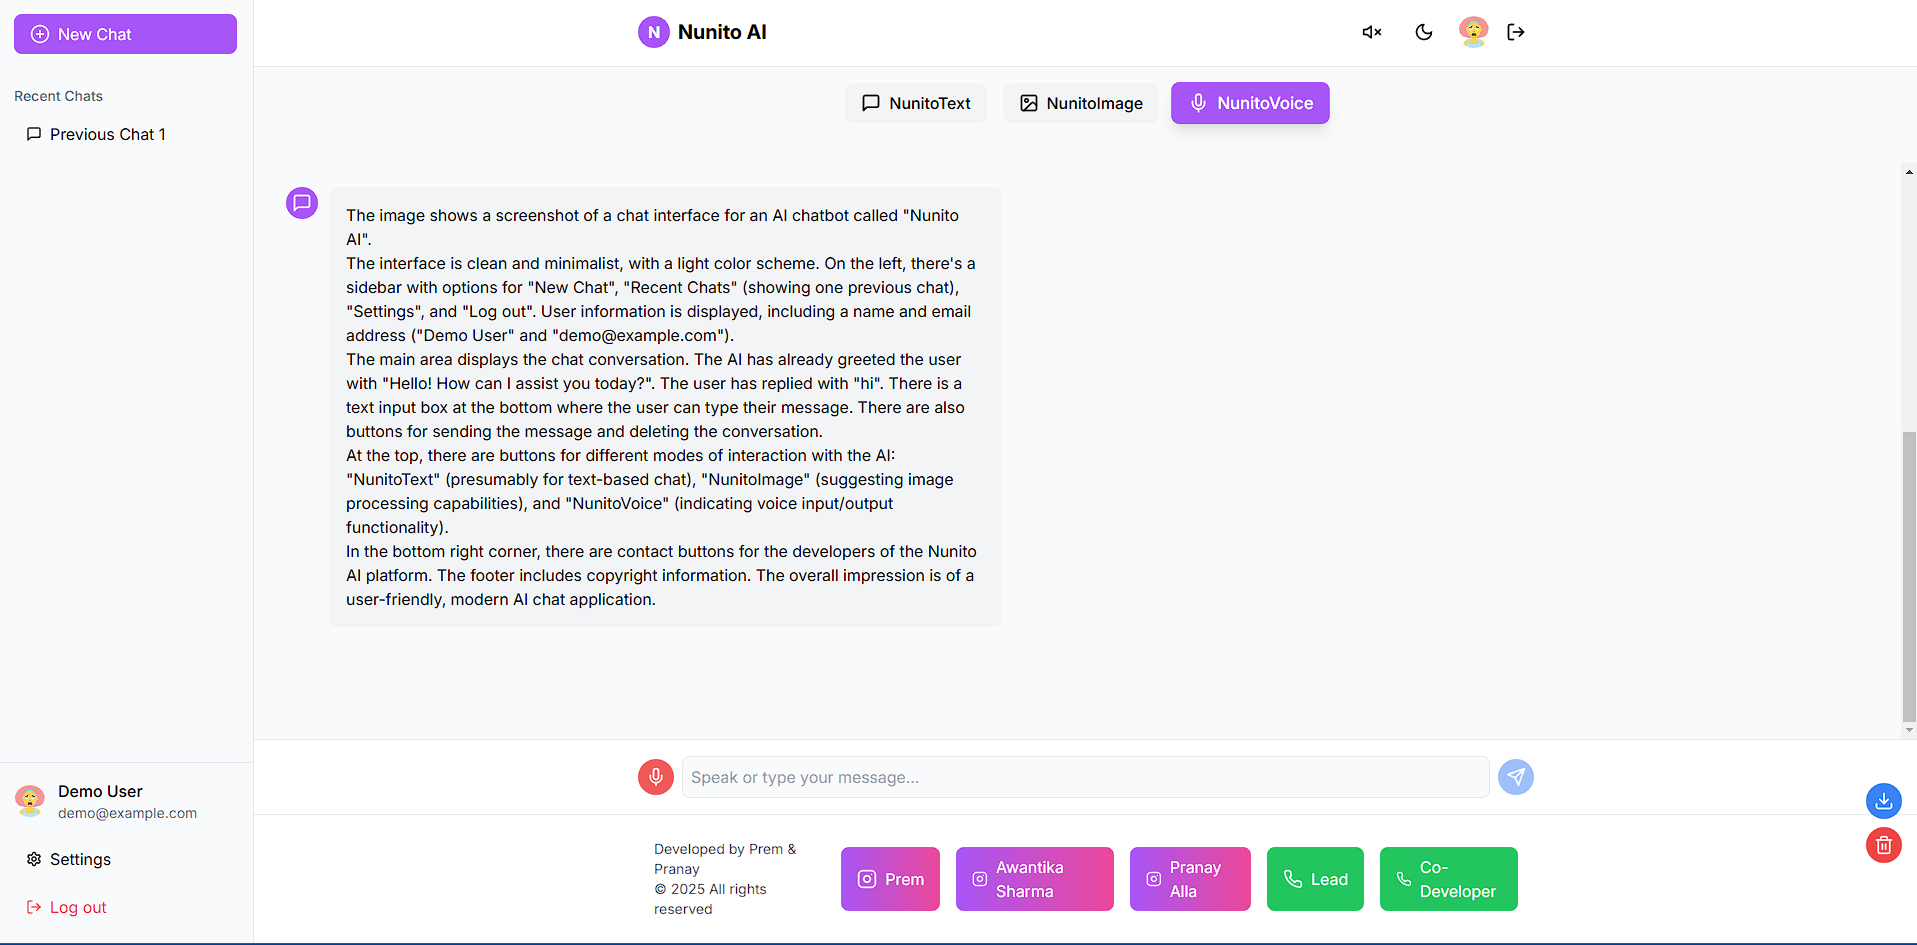 New Chat
Recent Chats
Previous Chat 1
N Nunito AI
NunitoText
NunitoImage
NunitoVoice
The image shows a screenshot of a chat interface for an AI chatbot called "Nunito
AI".
The interface is clean and minimalist, with a light color scheme. On the left, there's a
sidebar with options for "New Chat", "Recent Chats" (showing one previous chat),
"Settings", and "Log out". User information is displayed, including a name and email
address ("Demo User" and "demo@example.com").
The main area displays the chat conversation. The AI has already greeted the user
with "Hello! How can I assist you today?". The user has replied with "hi". There is a
text input box at the bottom where the user can type their message. There are also
buttons for sending the message and deleting the conversation.
At the top, there are buttons for different modes of interaction with the AI:
"NunitoText" (presumably for text-based chat), "NunitoImage" (suggesting image
processing capabilities), and "NunitoVoice" (indicating voice input/output
functionality).
In the bottom right corner, there are contact buttons for the developers of the Nunito
AI platform. The footer includes copyright information. The overall impression is of a
user-friendly, modern AI chat application.
Speak or type your message...
Demo User
demo@example.com
Settings
Log out
Developed by Prem &
Pranay
© 2025 All rights
reserved
Prem
Awantika
Sharma
Pranay
Alla
Lead
Co-
Developer